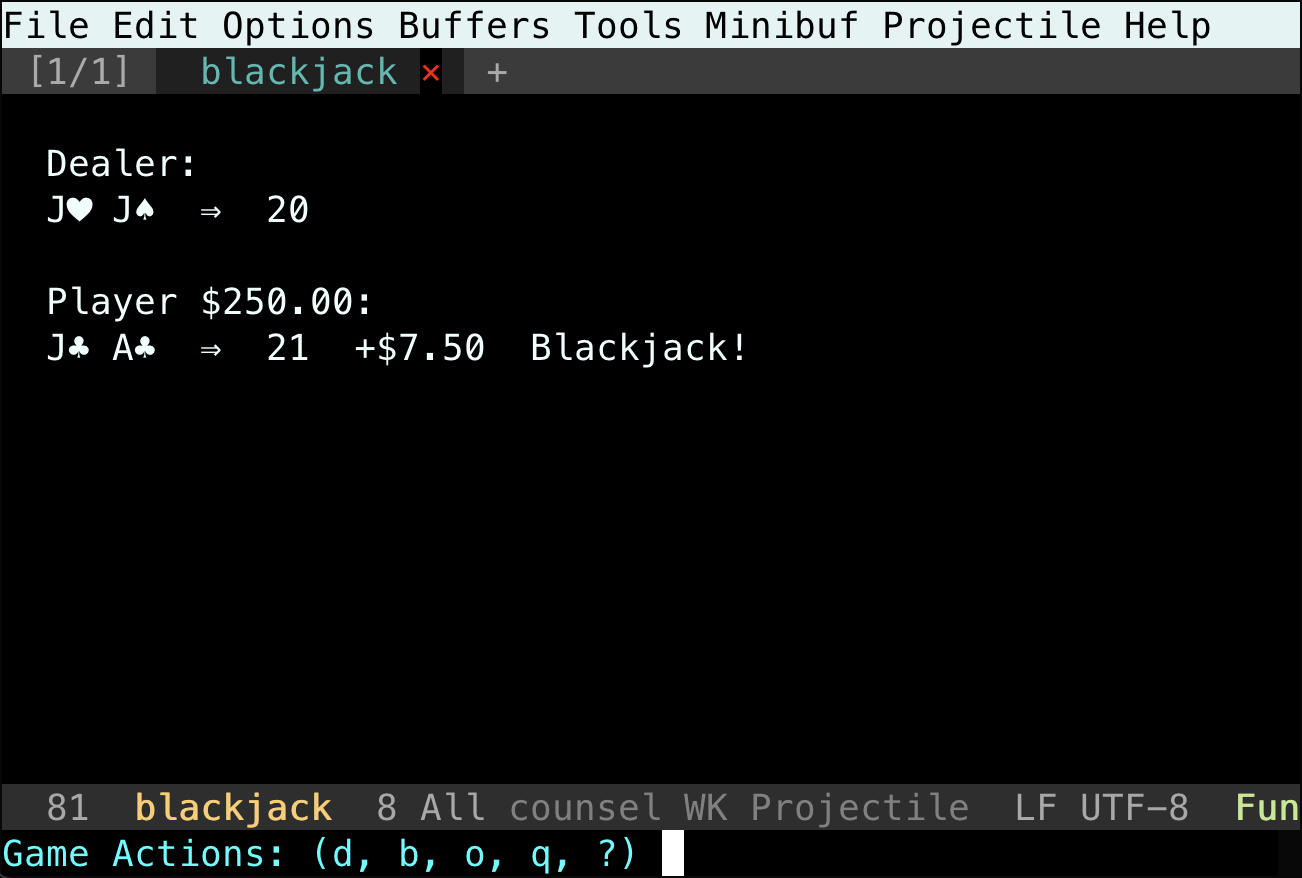 File Edit Options Buffers Tools Minibuf Projectile Help
[1/1] blackjack × +
Dealer:
J♥ J♠ ⇒ 20
Player $250.00:
J♣ A♣ ⇒ 21 +$7.50 Blackjack!
81 blackjack 8 All counsel WK Projectile LF UTF-8 Fun
Game Actions: (d, b, o, q, ?)